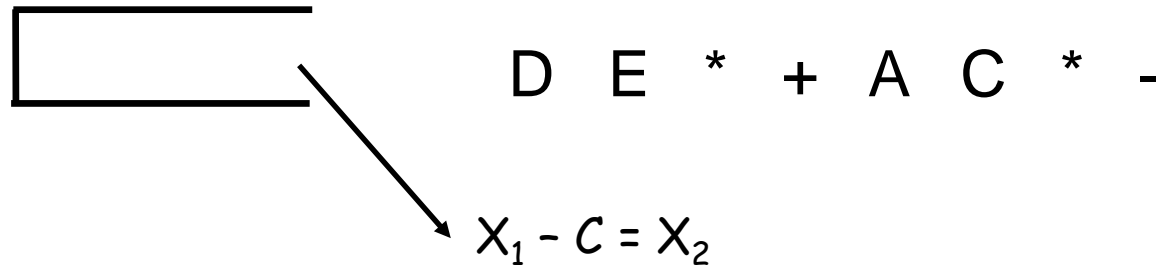 D E * + A C * -
X₁ - C = X₂